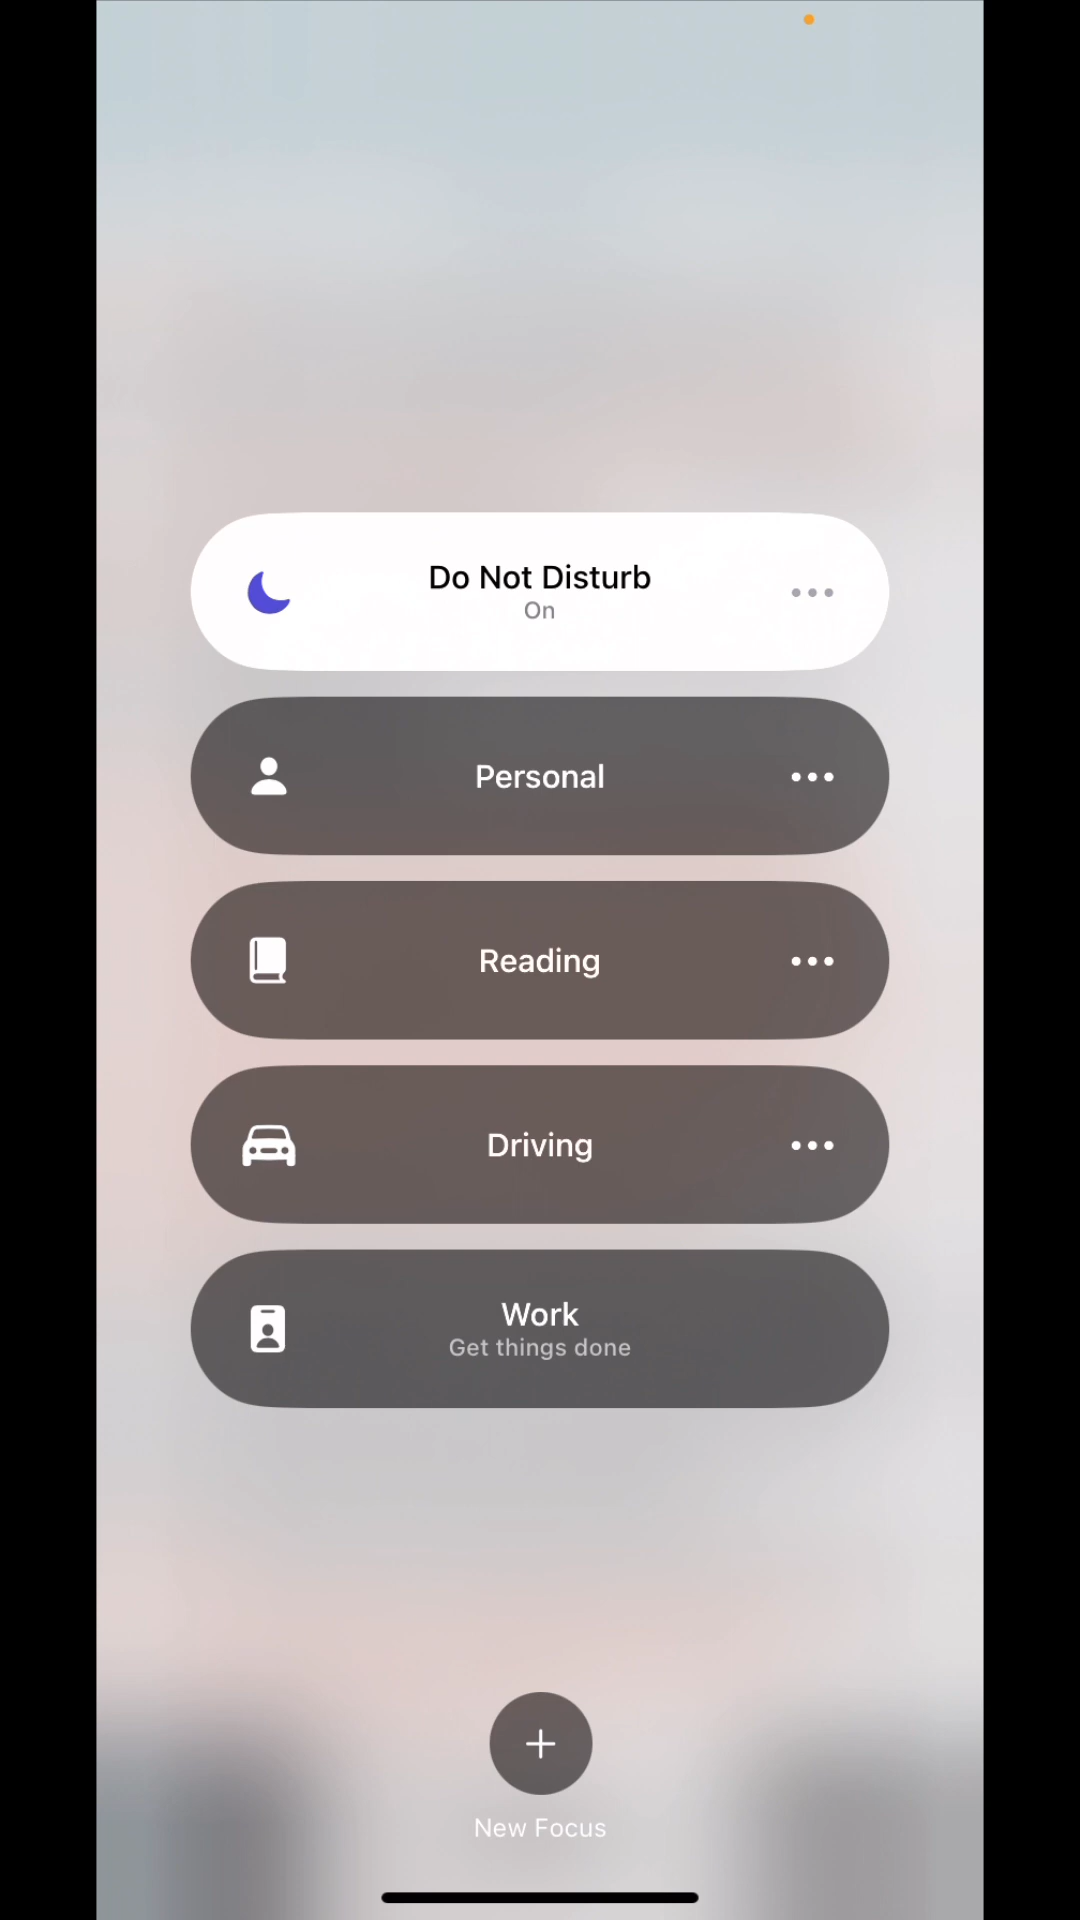 Do Not Disturb
On
Personal
Reading
Driving
Work
Get things done
New Focus